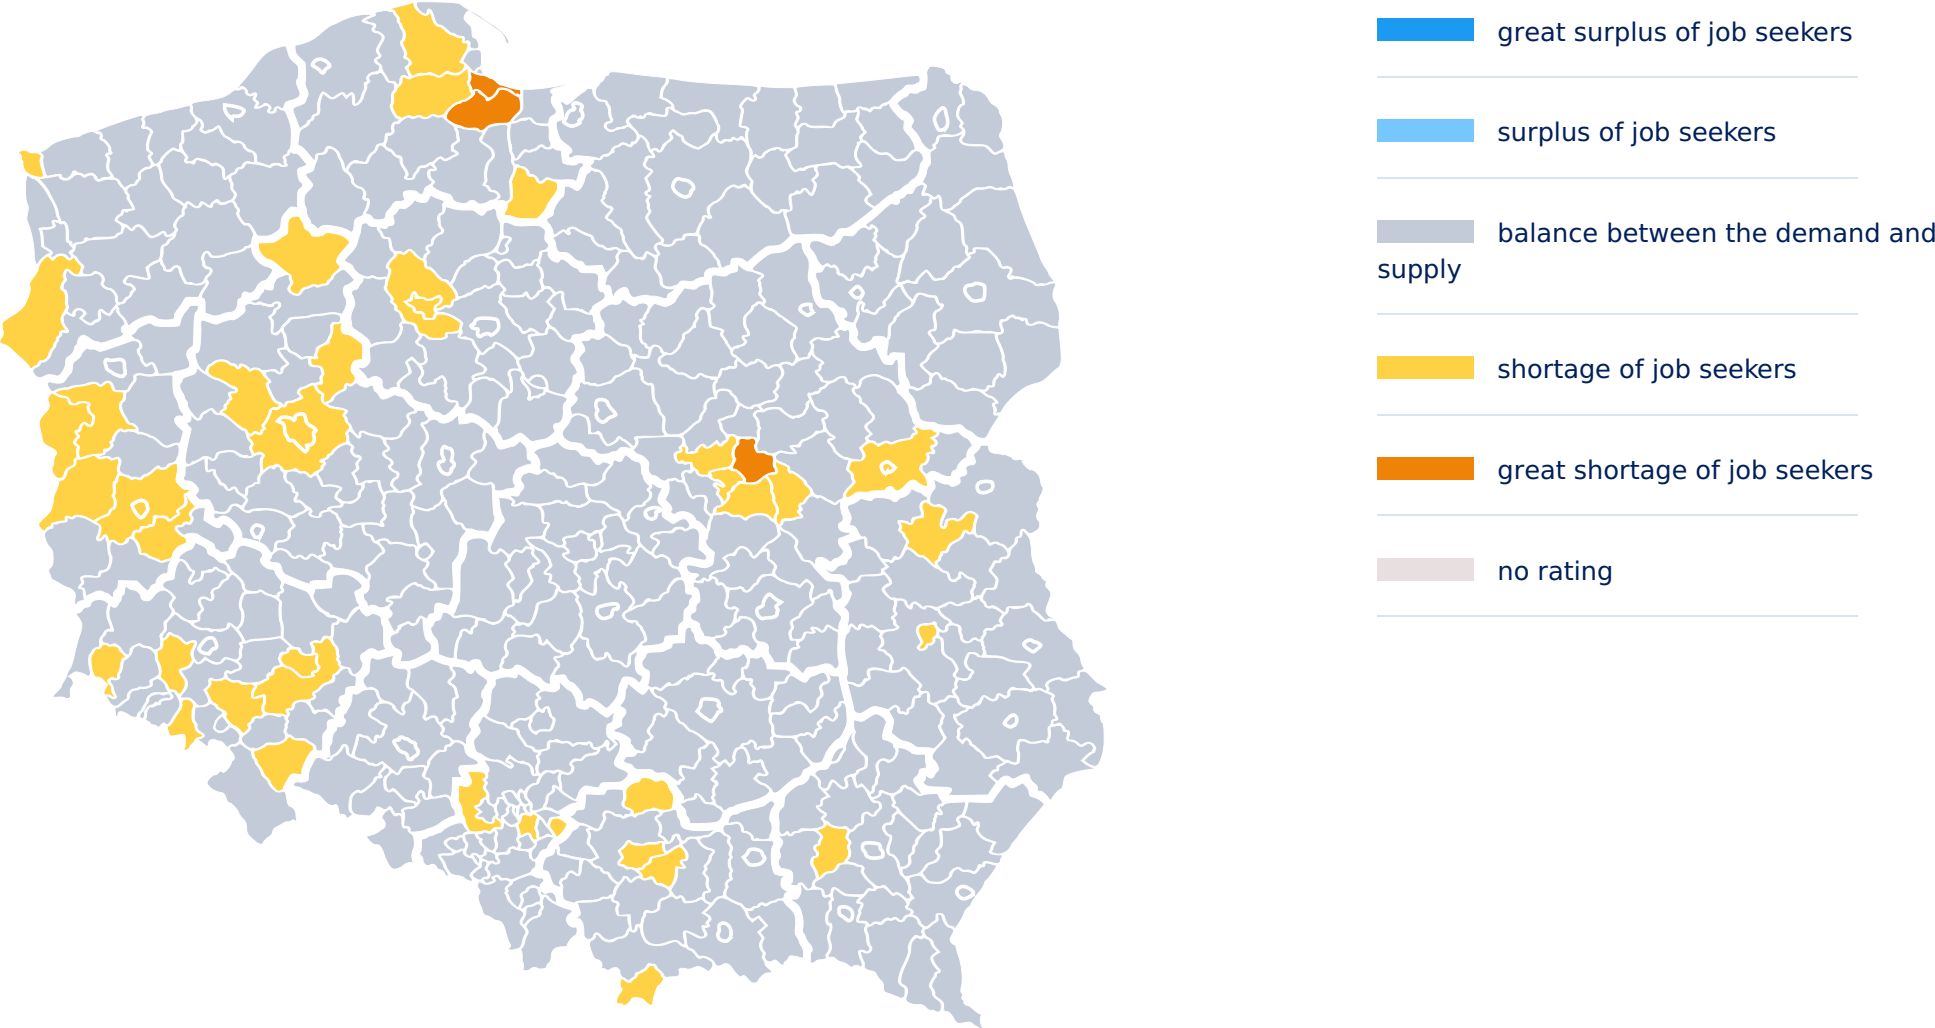 great surplus of job seekers
surplus of job seekers
balance between the demand and
supply
shortage of job seekers
great shortage of job seekers
no rating